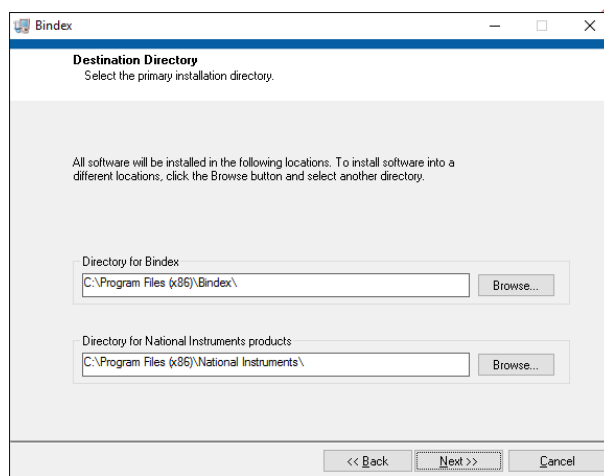 Bindex
Destination Directory
Select the primary installation directory.
All software will be installed in the following locations. To install software into a
different locations, click the Browse button and select another directory.
Directory for Bindex
C:\Program Files (x86)\Bindex\
Browse...
Directory for National Instruments products
C:\Program Files (x86)\National Instruments\
Browse...
<< Back
Next >>
Cancel